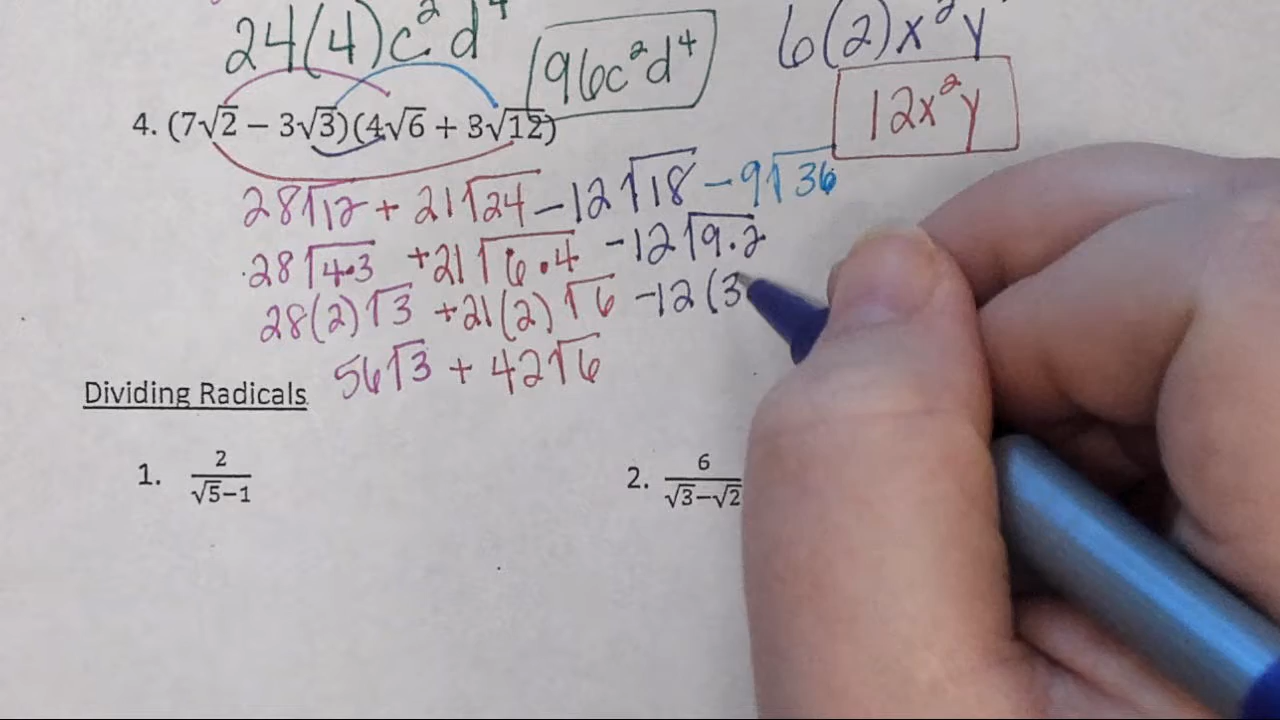 24(4)c²d⁴
96c²d⁴
6(2)x²y
12x²y
4. (7√2 − 3√3)(4√6 + 3√12)
28√12 + 21√24 − 12√18 − 9√36
28√4·3 + 21√6·4 − 12√9·2
28(2)√3 + 21(2)√6 − 12(3
56√3 + 42√6
Dividing Radicals
1. 2/(√5−1)
2. 6/(√3−√2)